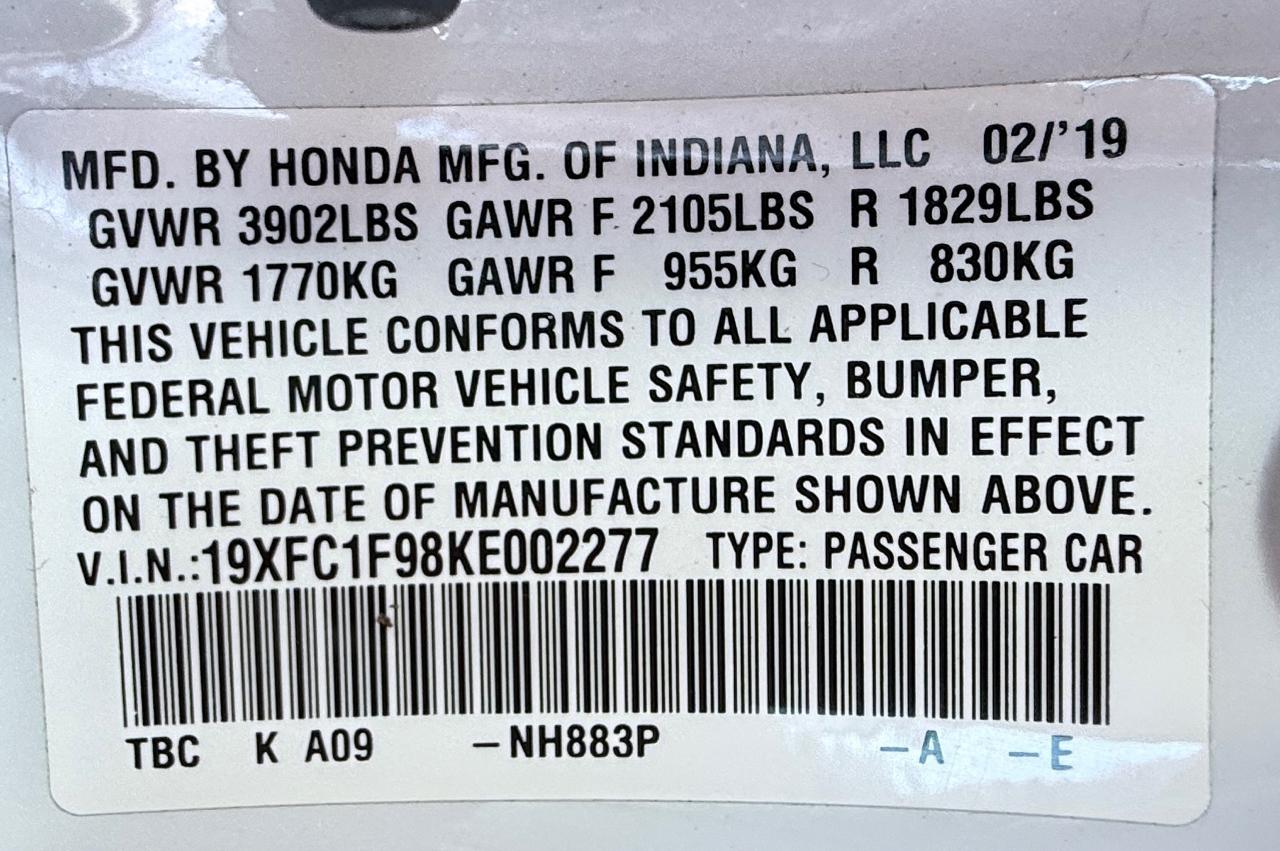 MFD. BY HONDA MFG. OF INDIANA, LLC 02/'19
GVWR 3902LBS GAWR F 2105LBS R 1829LBS
GVWR 1770KG GAWR F 955KG R 830KG
THIS VEHICLE CONFORMS TO ALL APPLICABLE
FEDERAL MOTOR VEHICLE SAFETY, BUMPER,
AND THEFT PREVENTION STANDARDS IN EFFECT
ON THE DATE OF MANUFACTURE SHOWN ABOVE.
V.I.N.:19XFC1F98KE002277 TYPE: PASSENGER CAR
TBC K A09 –NH883P –A –E